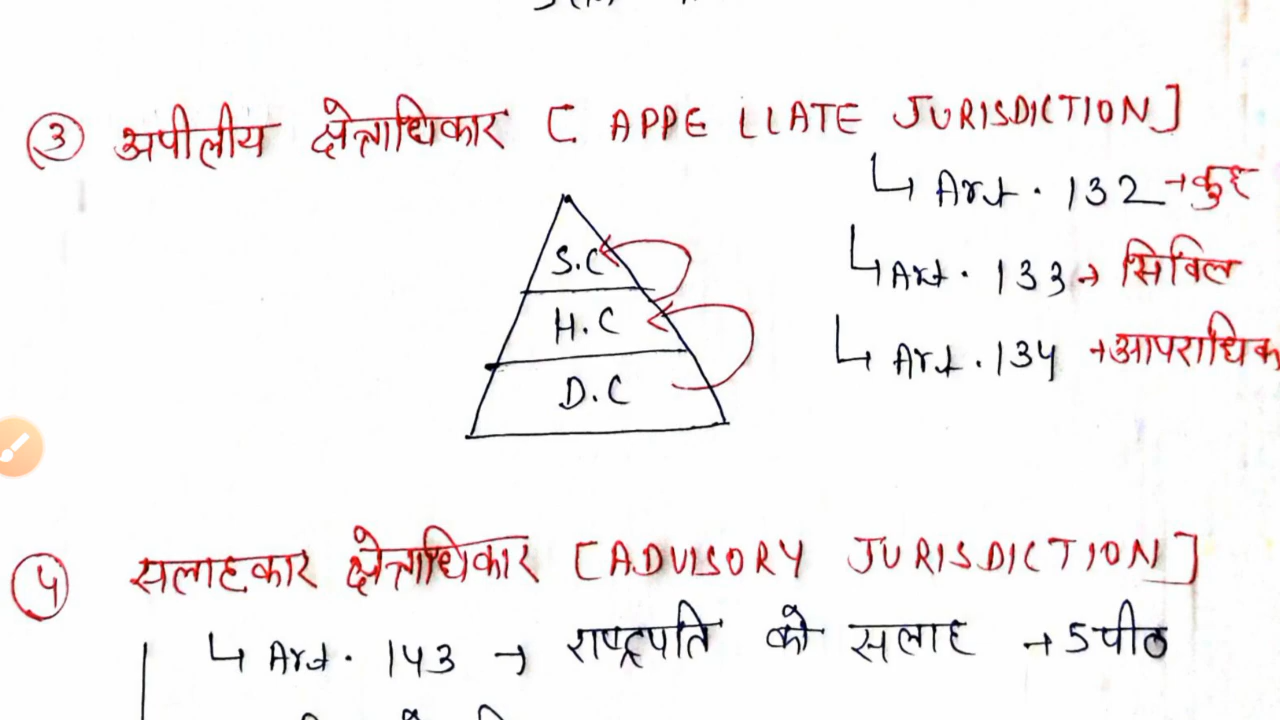 ③ अपीलीय क्षेत्राधिकार [ APPELLATE JURISDICTION]
↳ Art. 132 →
↳ Art. 133 → सिविल
↳ Art. 134 → आपराधिक
S.C
H.C
D.C
④ सलाहकार क्षेत्राधिकार [ADVISORY JURISDICTION]
↳ Art. 143 → राष्ट्रपति को सलाह → 5 पीठ